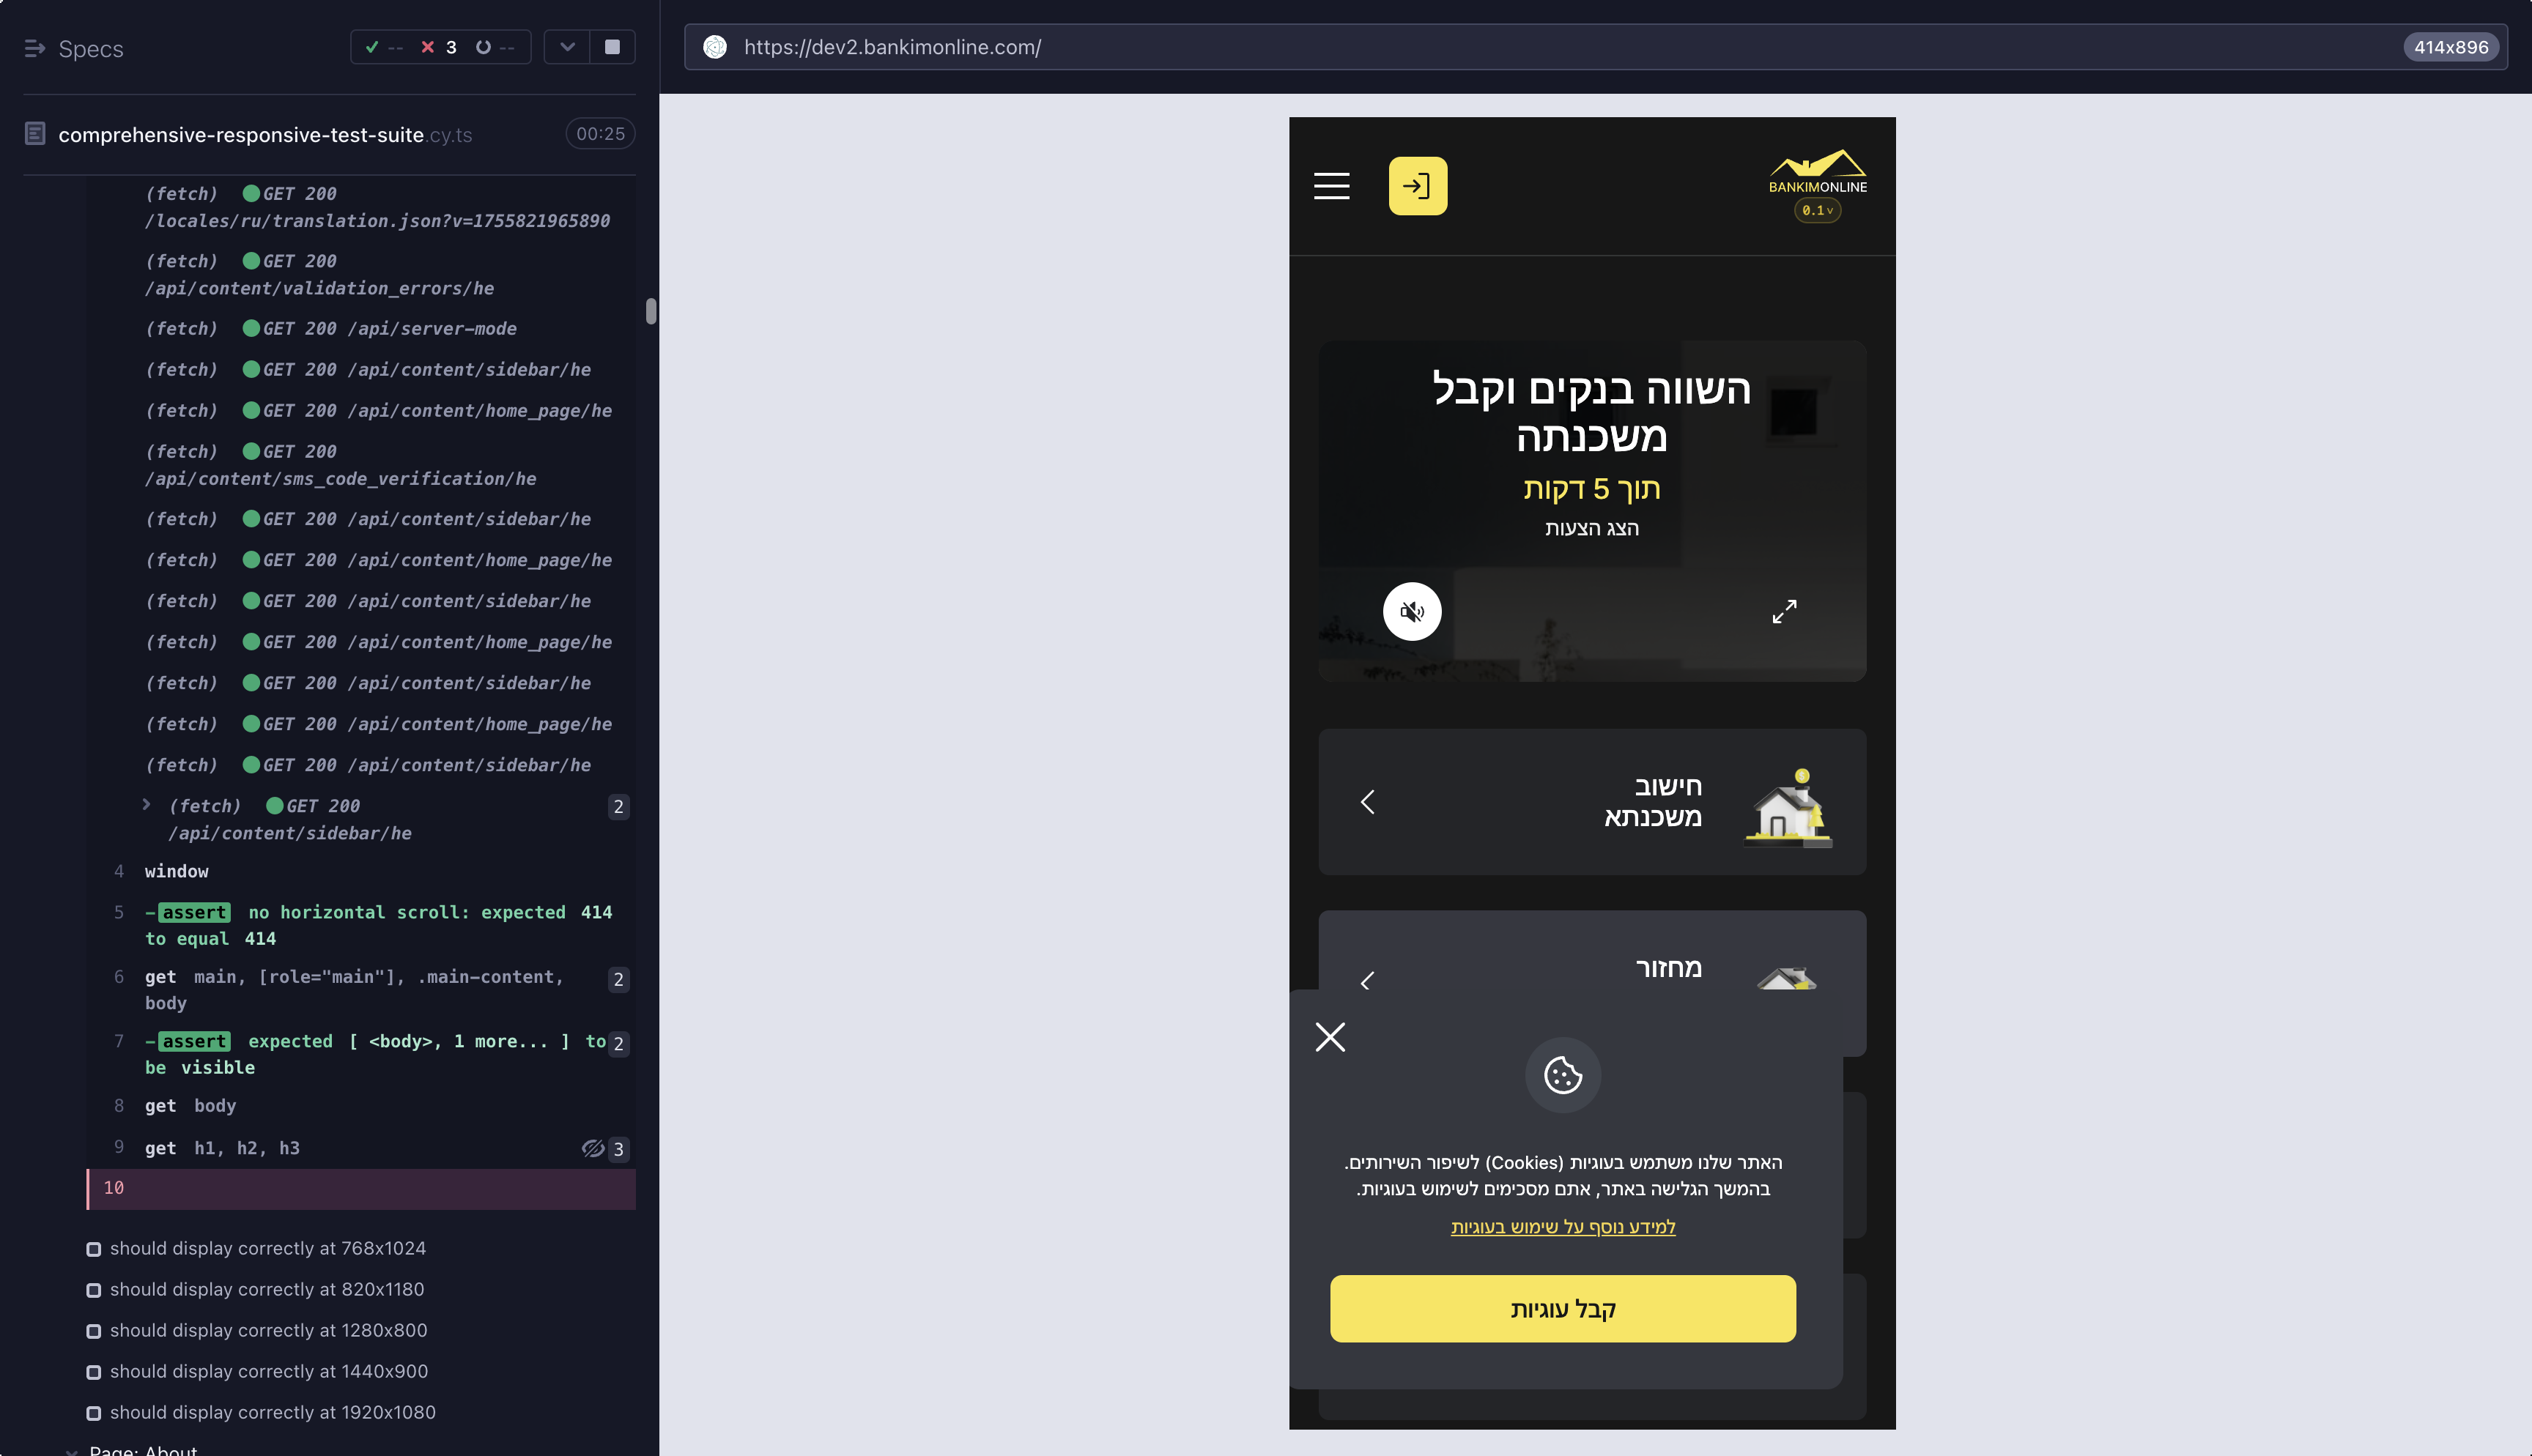 Specs
-- 3 --
https://dev2.bankimonline.com/
414x896
comprehensive-responsive-test-suite.cy.ts
00:25
(fetch) GET 200
/locales/ru/translation.json?v=1755821965890
(fetch) GET 200
/api/content/validation_errors/he
(fetch) GET 200 /api/server-mode
(fetch) GET 200 /api/content/sidebar/he
(fetch) GET 200 /api/content/home_page/he
(fetch) GET 200
/api/content/sms_code_verification/he
(fetch) GET 200 /api/content/sidebar/he
(fetch) GET 200 /api/content/home_page/he
(fetch) GET 200 /api/content/sidebar/he
(fetch) GET 200 /api/content/home_page/he
(fetch) GET 200 /api/content/sidebar/he
(fetch) GET 200 /api/content/home_page/he
(fetch) GET 200 /api/content/sidebar/he
(fetch) GET 200 2
/api/content/sidebar/he
4 window
5 -assert no horizontal scroll: expected 414
to equal 414
6 get main, [role="main"], .main-content, 2
body
7 -assert expected [ <body>, 1 more... ] to 2
be visible
8 get body
9 get h1, h2, h3 3
10
should display correctly at 768x1024
should display correctly at 820x1180
should display correctly at 1280x800
should display correctly at 1440x900
should display correctly at 1920x1080
Page: About
BANKIMONLINE
0.1v
השווה בנקים וקבל
משכנתה
תוך 5 דקות
הצג הצעות
חישוב
משכנתא
מחזור
האתר שלנו משתמש בעוגיות (Cookies) לשיפור השירותים.
בהמשך הגלישה באתר, אתם מסכימים לשימוש בעוגיות.
למידע נוסף על שימוש בעוגיות
קבל עוגיות